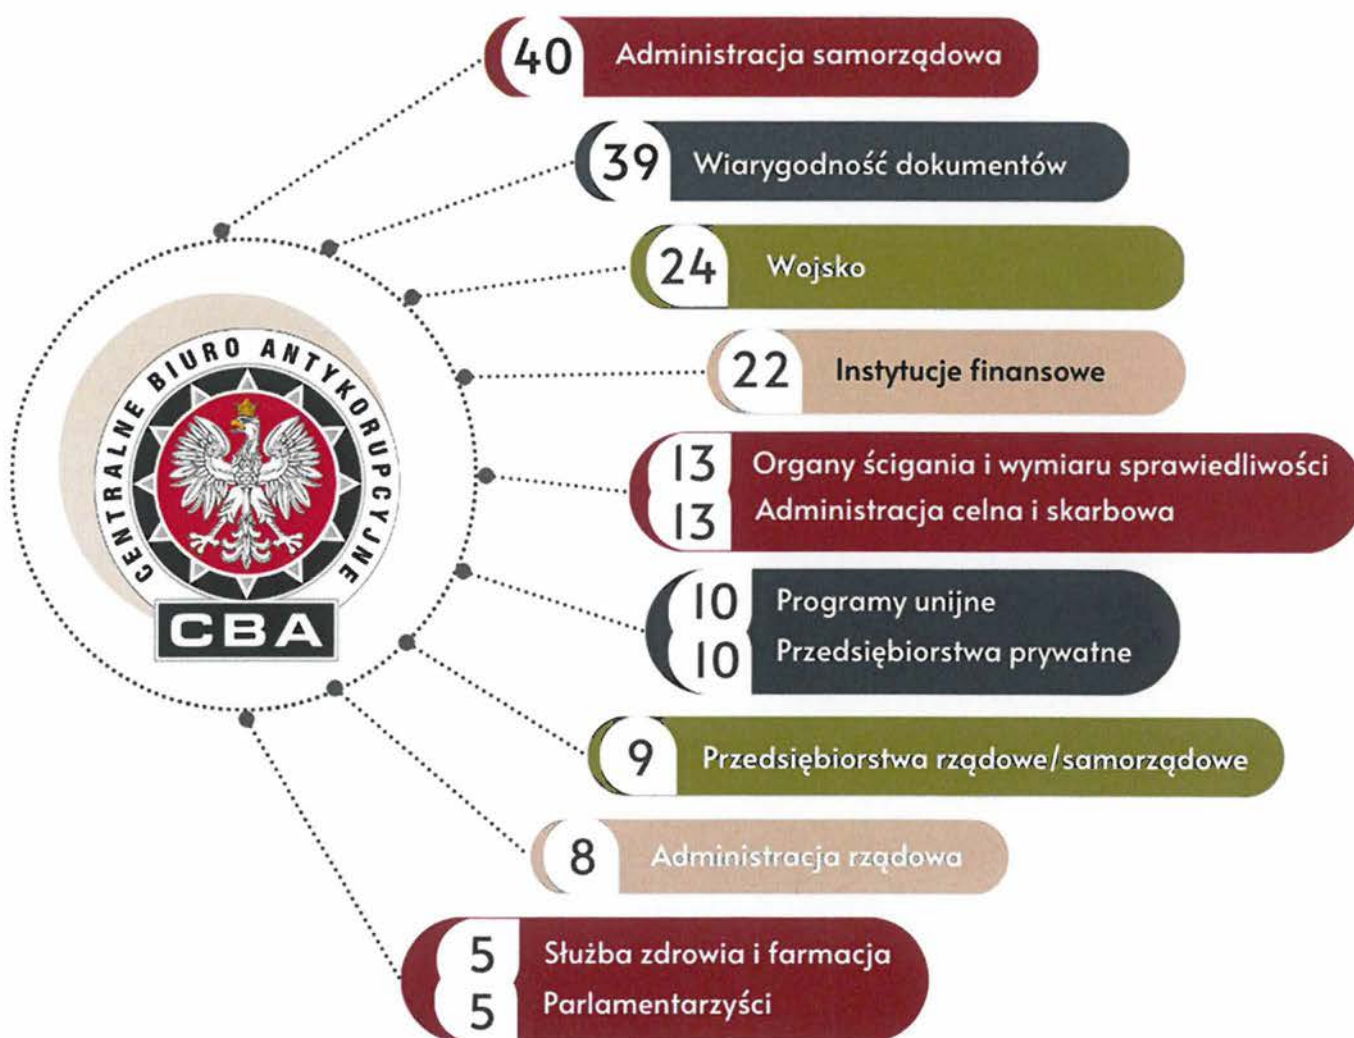 40 Administracja samorządowa
39 Wiarygodność dokumentów
24 Wojsko
22 Instytucje finansowe
CENTRALNE BIURO ANTYKORUPCYJNE
CBA
13 Organy ścigania i wymiaru sprawiedliwości
13 Administracja celna i skarbowa
10 Programy unijne
10 Przedsiębiorstwa prywatne
9 Przedsiębiorstwa rządowe/samorządowe
8 Administracja rządowa
5 Służba zdrowia i farmacja
5 Parlamentarzyści